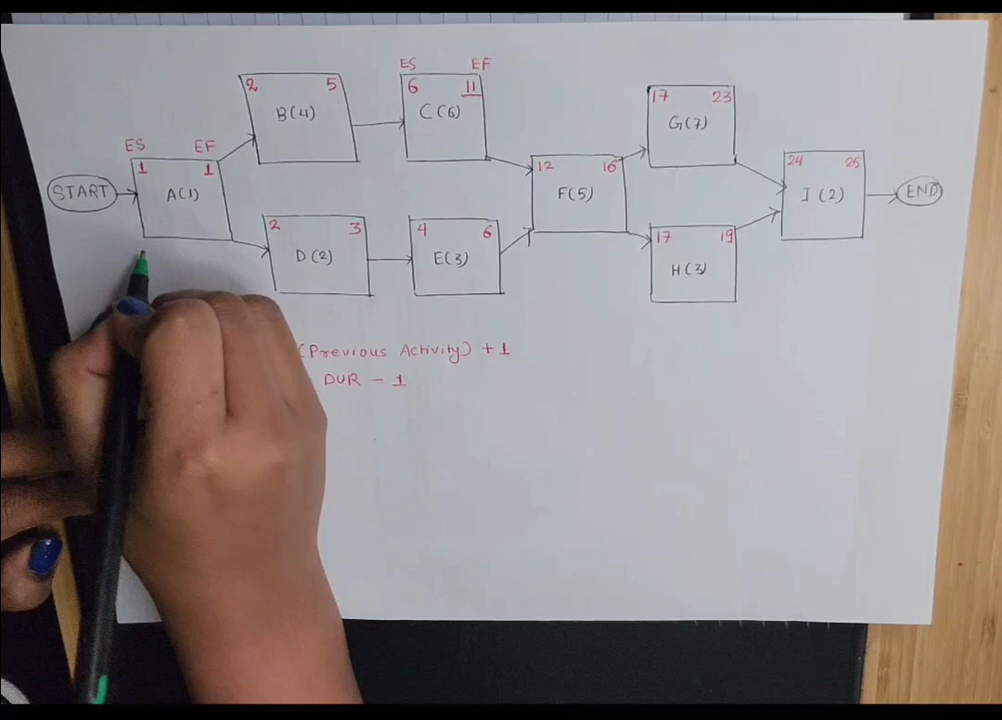 ES EF
2 5
B(4)
6 11
C(6)
17 23
G(7)
ES EF
1 1
A(1)
START
12 16
F(5)
24 25
I(2)
END
2 3
D(2)
4 6
E(3)
17 19
H(3)
(Previous Activity) + 1
DUR - 1